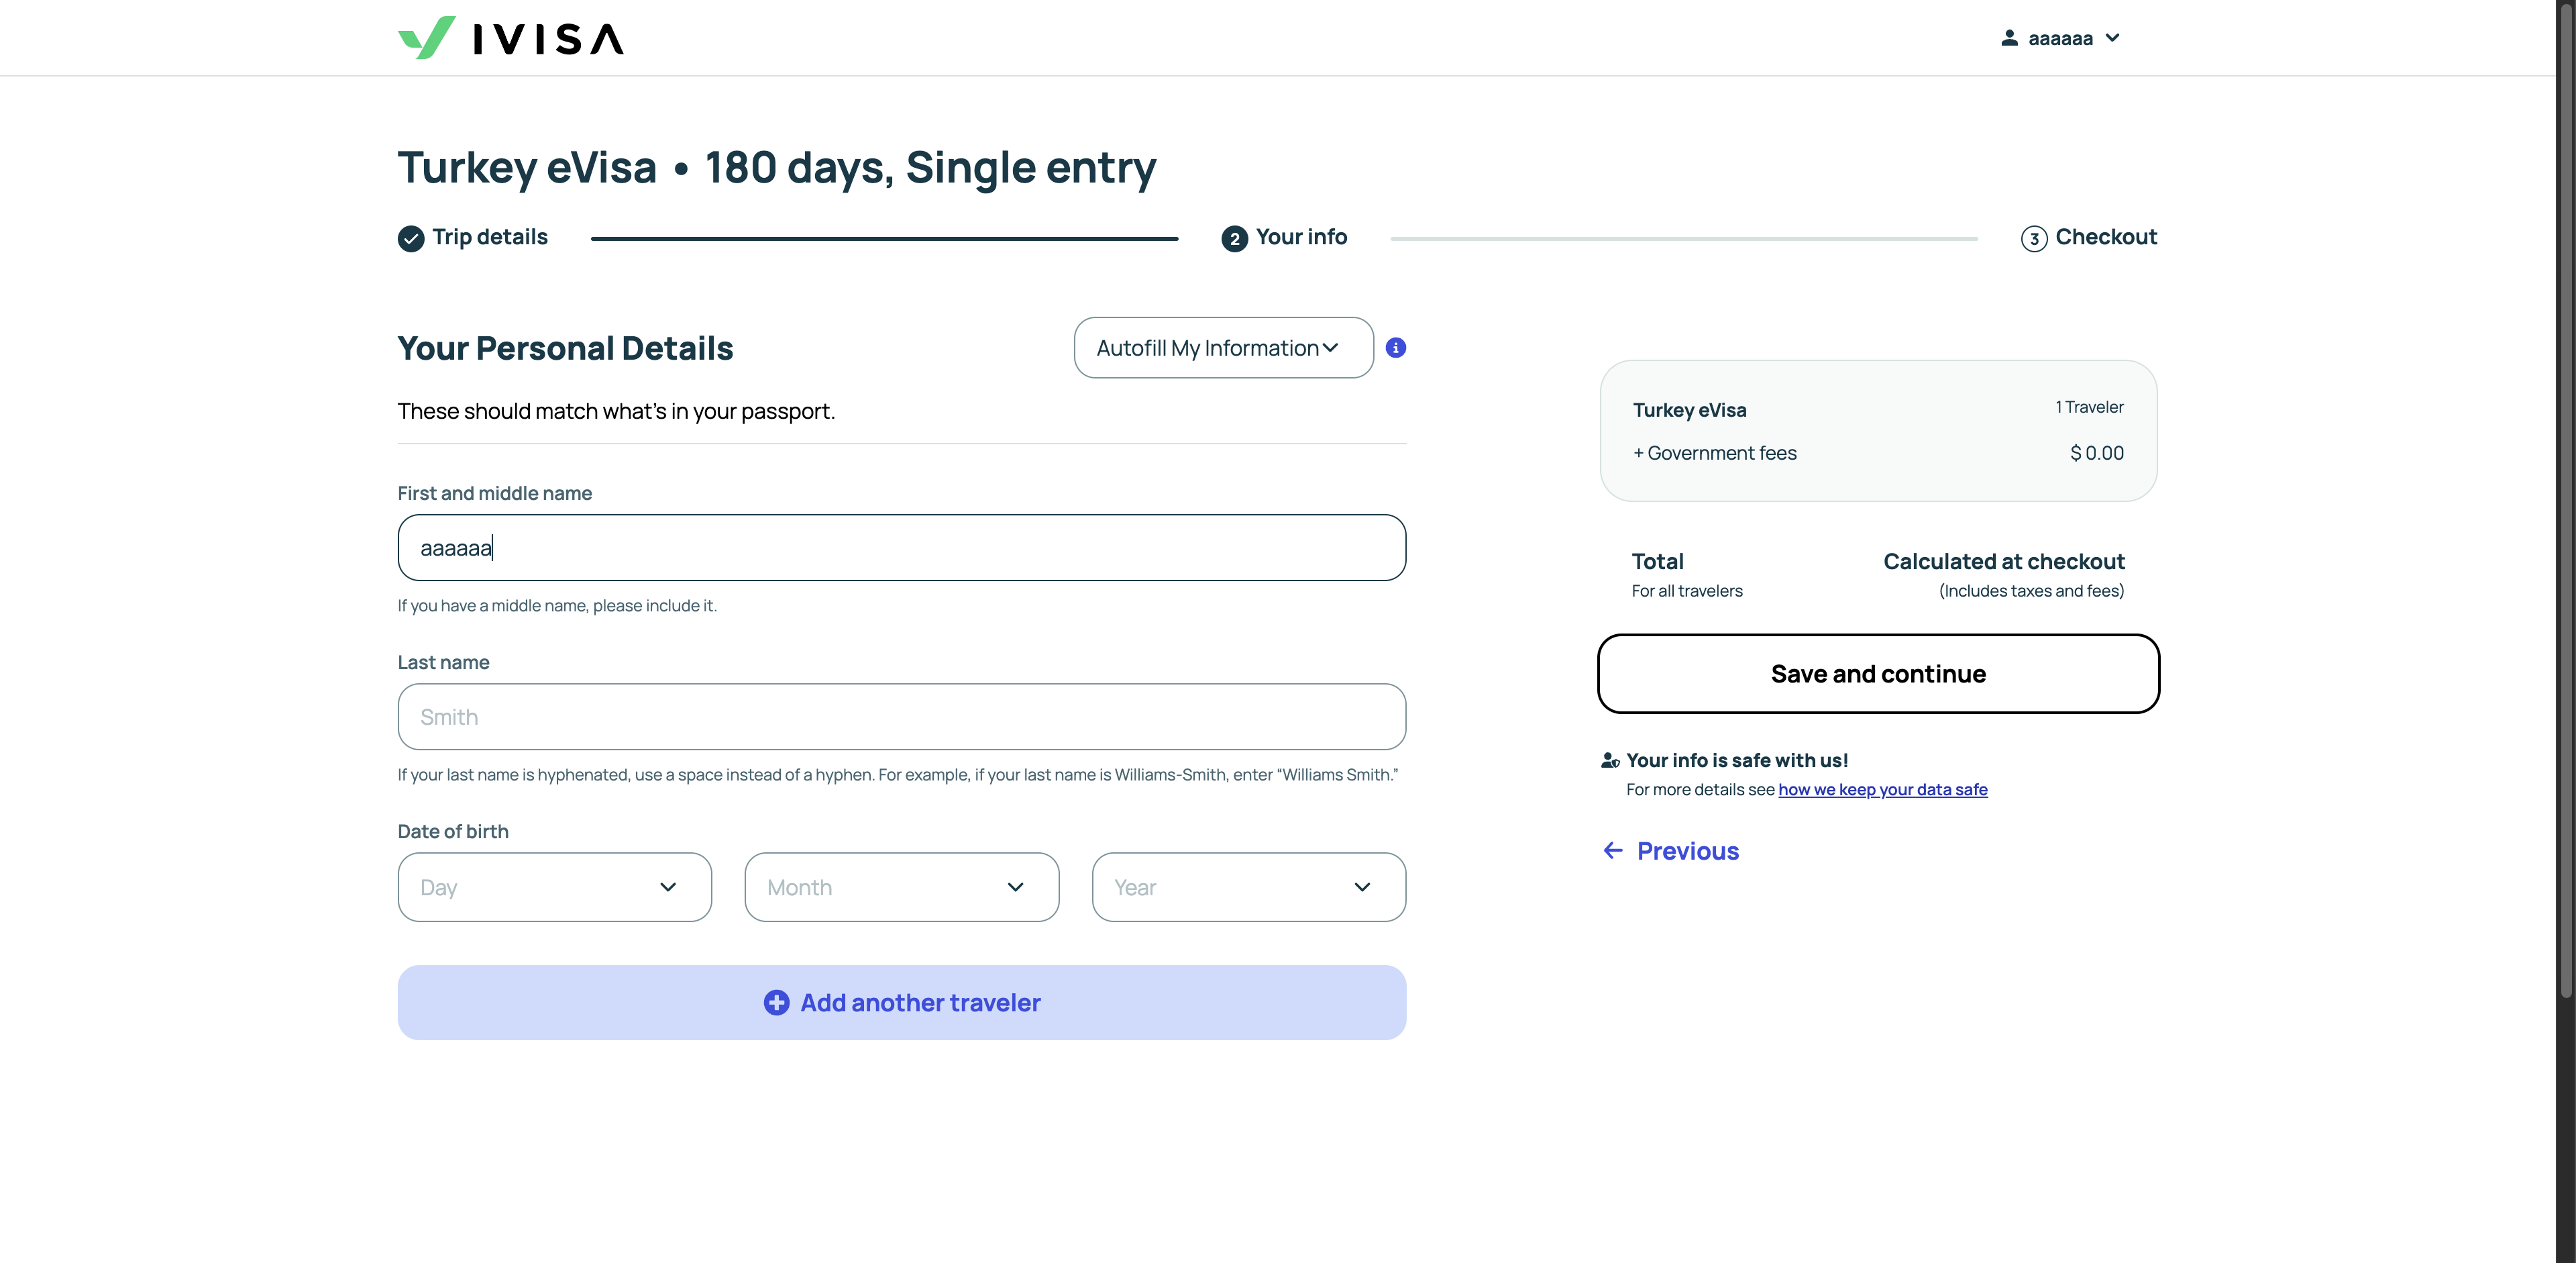 IVISA
aaaaaa
Turkey eVisa • 180 days, Single entry
Trip details
2 Your info
3 Checkout
Your Personal Details
Autofill My Information
These should match what's in your passport.
First and middle name
aaaaaa
If you have a middle name, please include it.
Last name
Smith
If your last name is hyphenated, use a space instead of a hyphen. For example, if your last name is Williams-Smith, enter “Williams Smith.”
Date of birth
Day
Month
Year
Add another traveler
Turkey eVisa
1 Traveler
+ Government fees
$ 0.00
Total
Calculated at checkout
For all travelers
(Includes taxes and fees)
Save and continue
Your info is safe with us!
For more details see how we keep your data safe
Previous